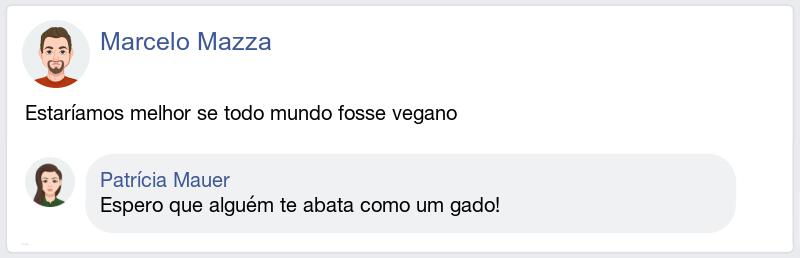 Marcelo Mazza
Estaríamos melhor se todo mundo fosse vegano
Patrícia Mauer
Espero que alguém te abata como um gado!